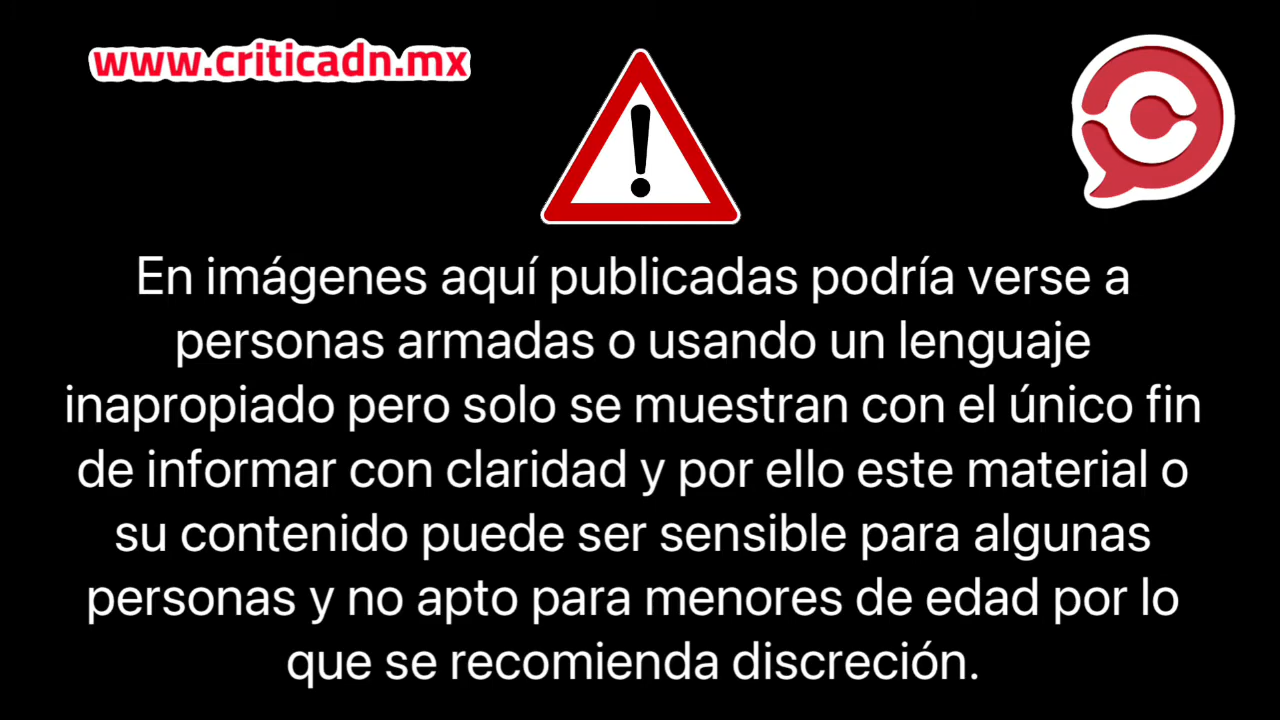 www.criticadn.mx
En imágenes aquí publicadas podría verse a
personas armadas o usando un lenguaje
inapropiado pero solo se muestran con el único fin
de informar con claridad y por ello este material o
su contenido puede ser sensible para algunas
personas y no apto para menores de edad por lo
que se recomienda discreción.